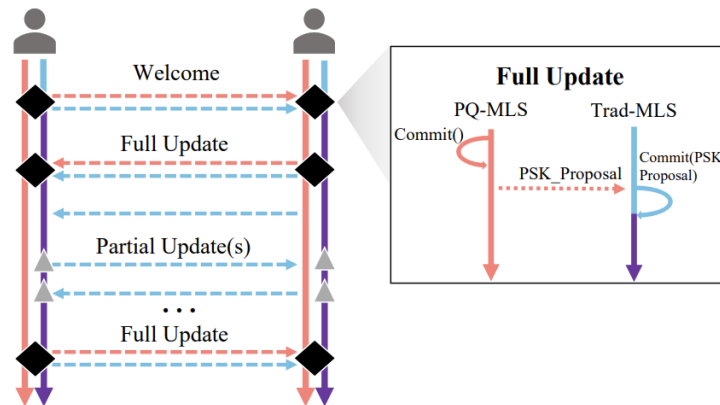 Welcome
Full Update
Partial Update(s)
...
Full Update
Full Update
PQ-MLS
Trad-MLS
Commit()
PSK_Proposal
Commit(PSK
Proposal)